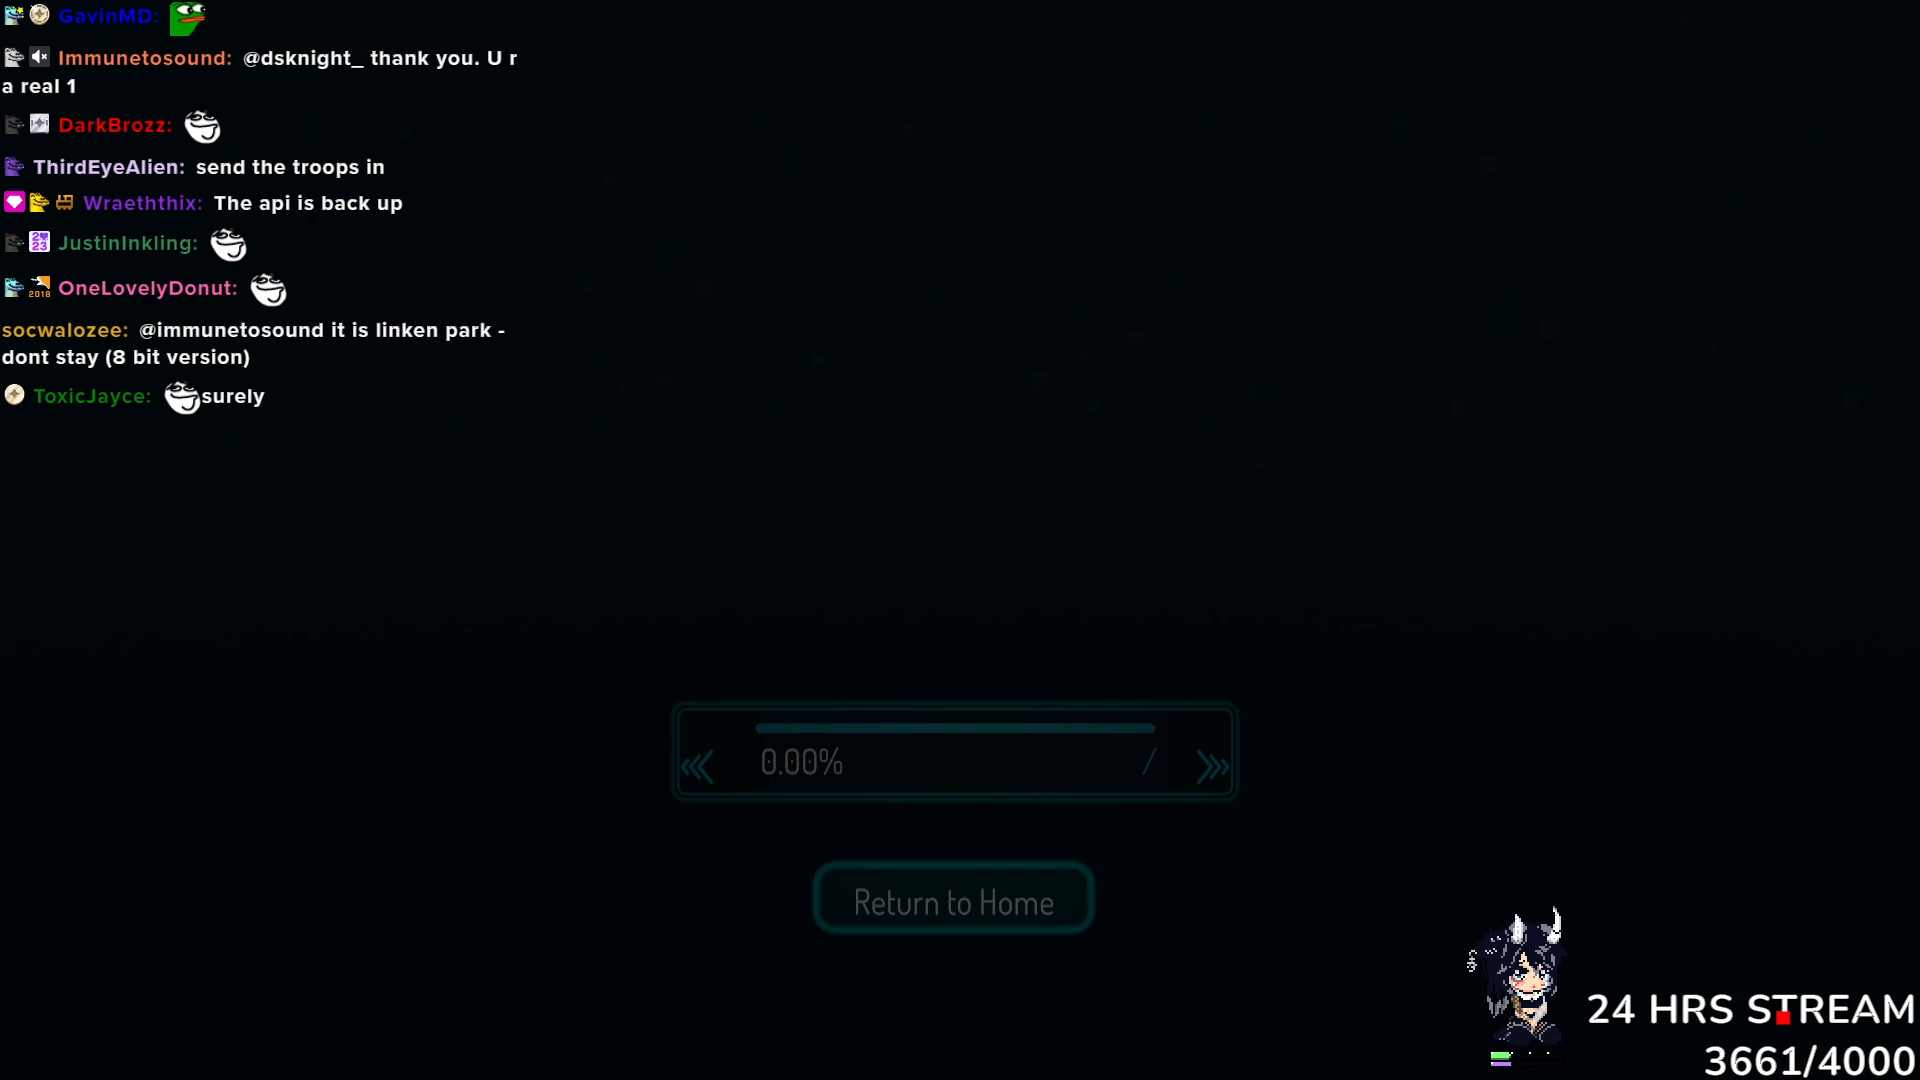 GavinMD:
Immunetosound: @dsknight_ thank you. U r
a real 1
DarkBrozz:
ThirdEyeAlien: send the troops in
Wraeththix: The api is back up
JustinInkling:
OneLovelyDonut:
socwalozee: @immunetosound it is linken park -
dont stay (8 bit version)
ToxicJayce: surely
0.00% /
Return to Home
24 HRS STREAM
3661/4000